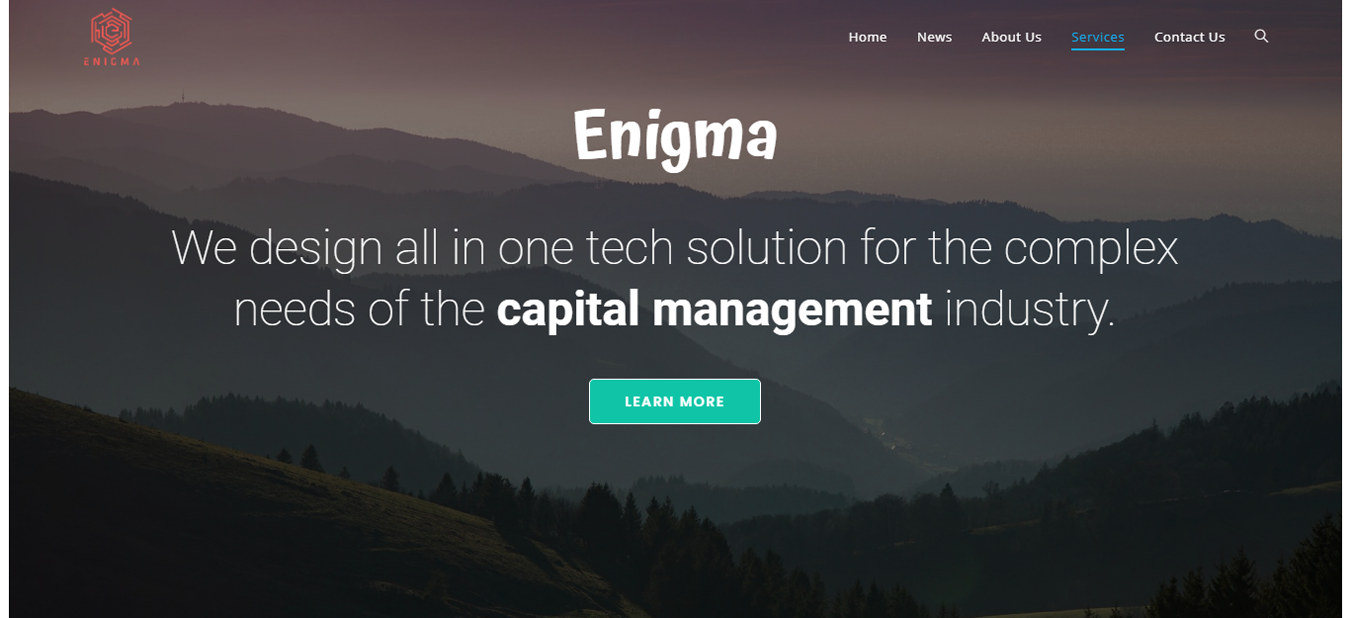 ENIGMA
Home News About Us Services Contact Us
Enigma
We design all in one tech solution for the complex
needs of the capital management industry.
LEARN MORE